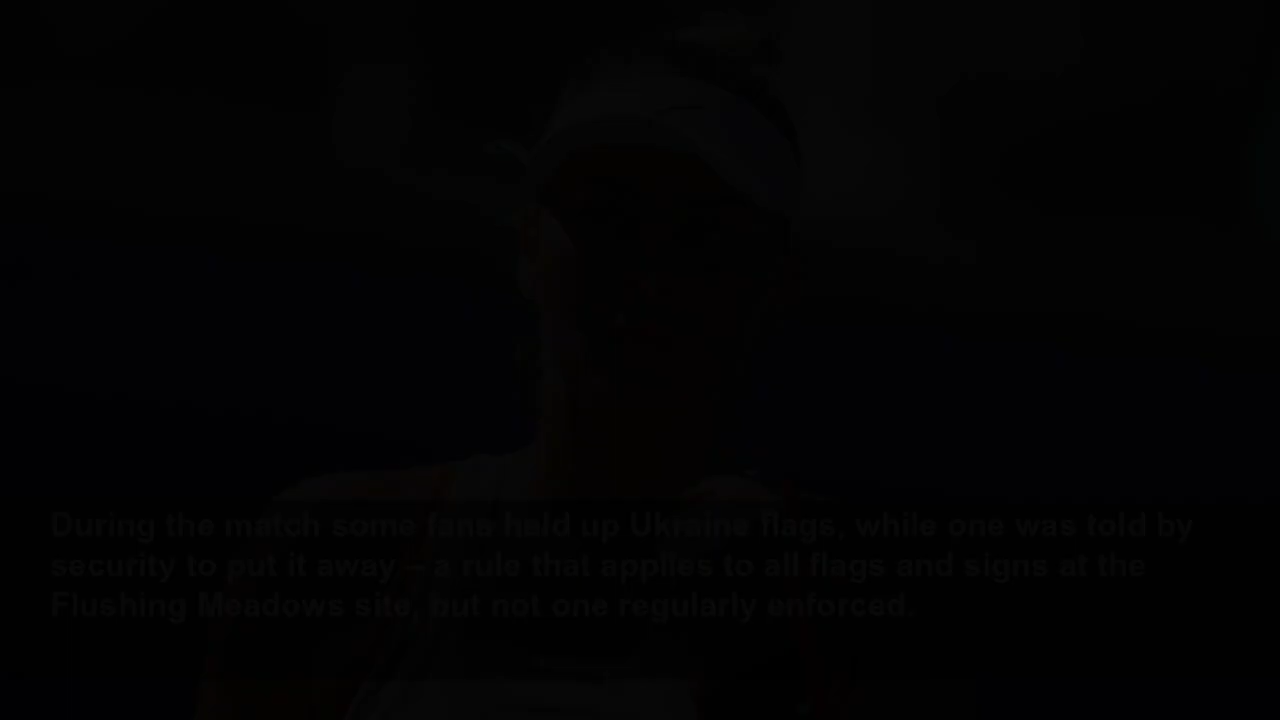 During the match some fans held up Ukraine flags, while one was told by
security to put it away – a rule that applies to all flags and signs at the
Flushing Meadows site, but not one regularly enforced.